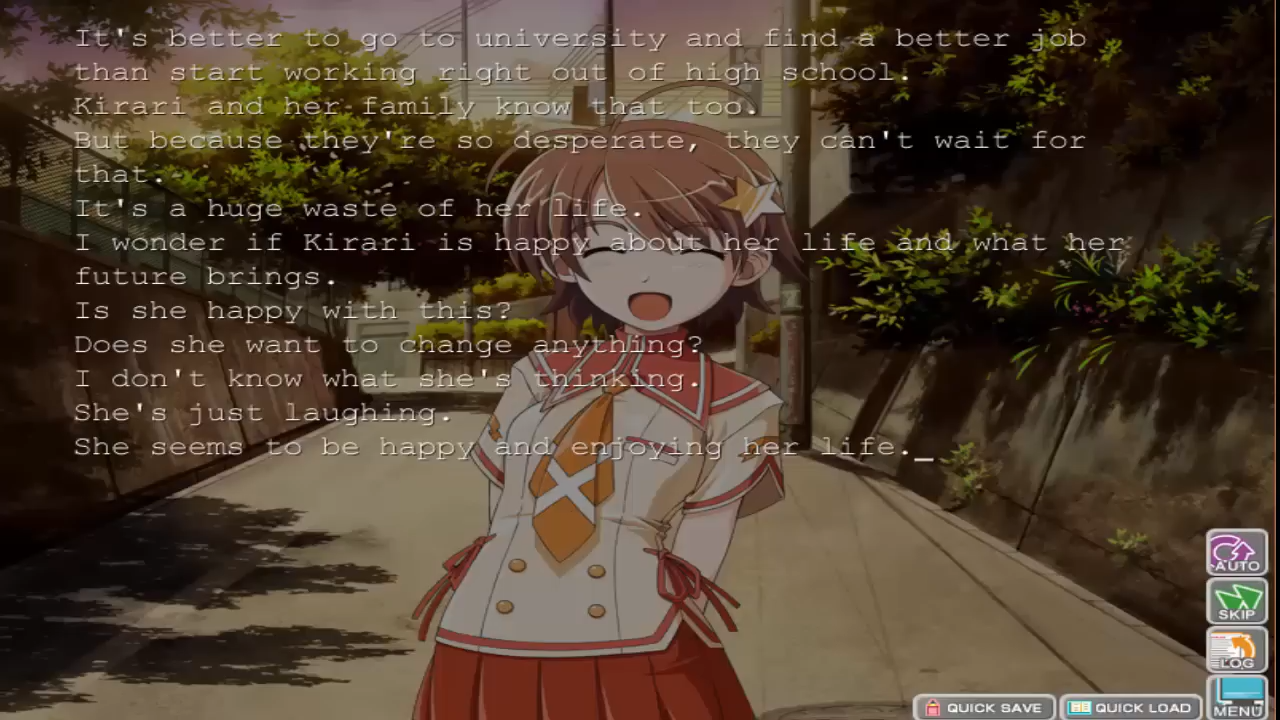 It's better to go to university and find a better job
than start working right out of high school.
Kirari and her family know that too.
But because they're so desperate, they can't wait for
that.
It's a huge waste of her life.
I wonder if Kirari is happy about her life and what her
future brings.
Is she happy with this?
Does she want to change anything?
I don't know what she's thinking.
She's just laughing.
She seems to be happy and enjoying her life._
AUTO
SKIP
LOG
MENU
QUICK SAVE
QUICK LOAD